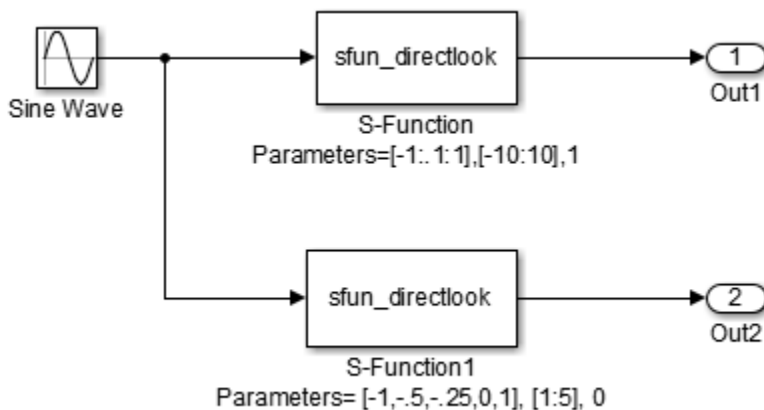 sfun_directlook
1
Sine Wave
Out1
S-Function
Parameters=[-1:.1:1],[-10:10],1
sfun_directlook
2
Out2
S-Function1
Parameters= [-1,-.5,-.25,0,1], [1:5], 0